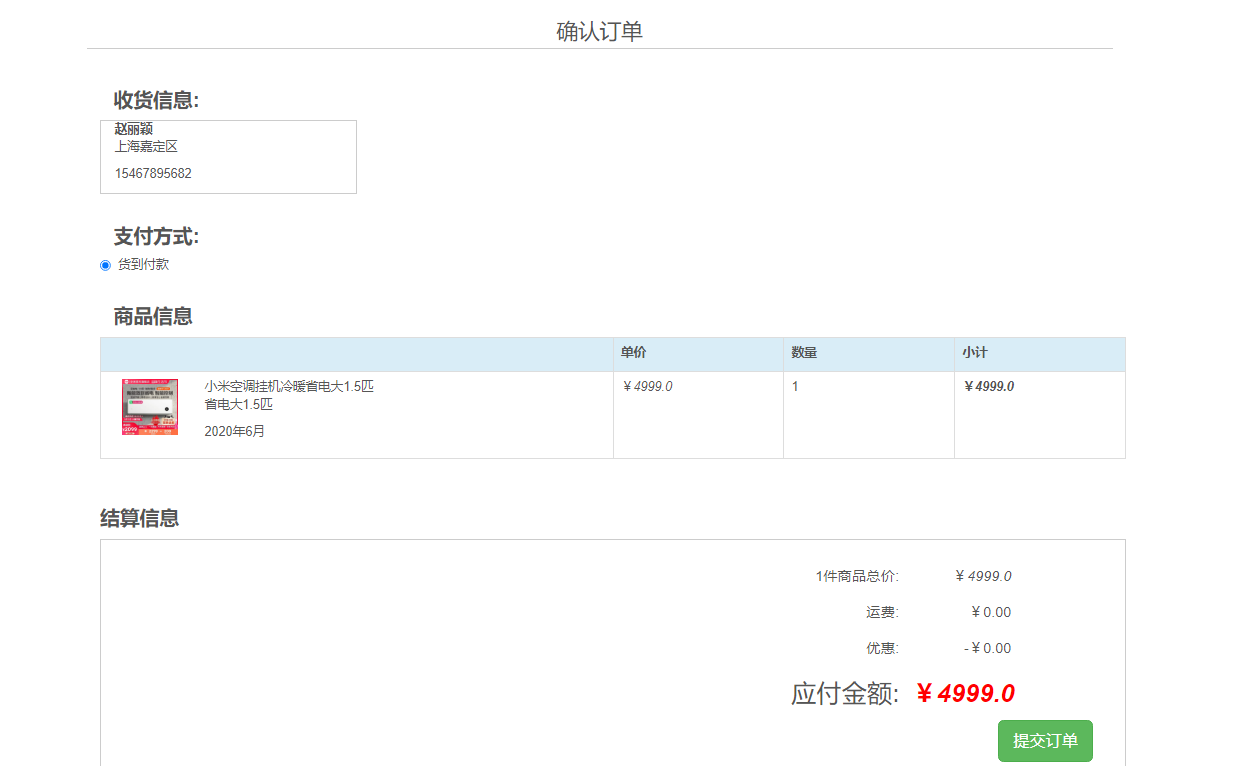 确认订单
收货信息:
赵丽颖
上海嘉定区
15467895682
支付方式:
货到付款
商品信息
单价 数量 小计
小米空调挂机冷暖省电大1.5匹 ¥4999.0 1 ¥4999.0
省电大1.5匹
2020年6月
结算信息
1件商品总价: ¥4999.0
运费: ¥0.00
优惠: -¥0.00
应付金额: ¥4999.0
提交订单